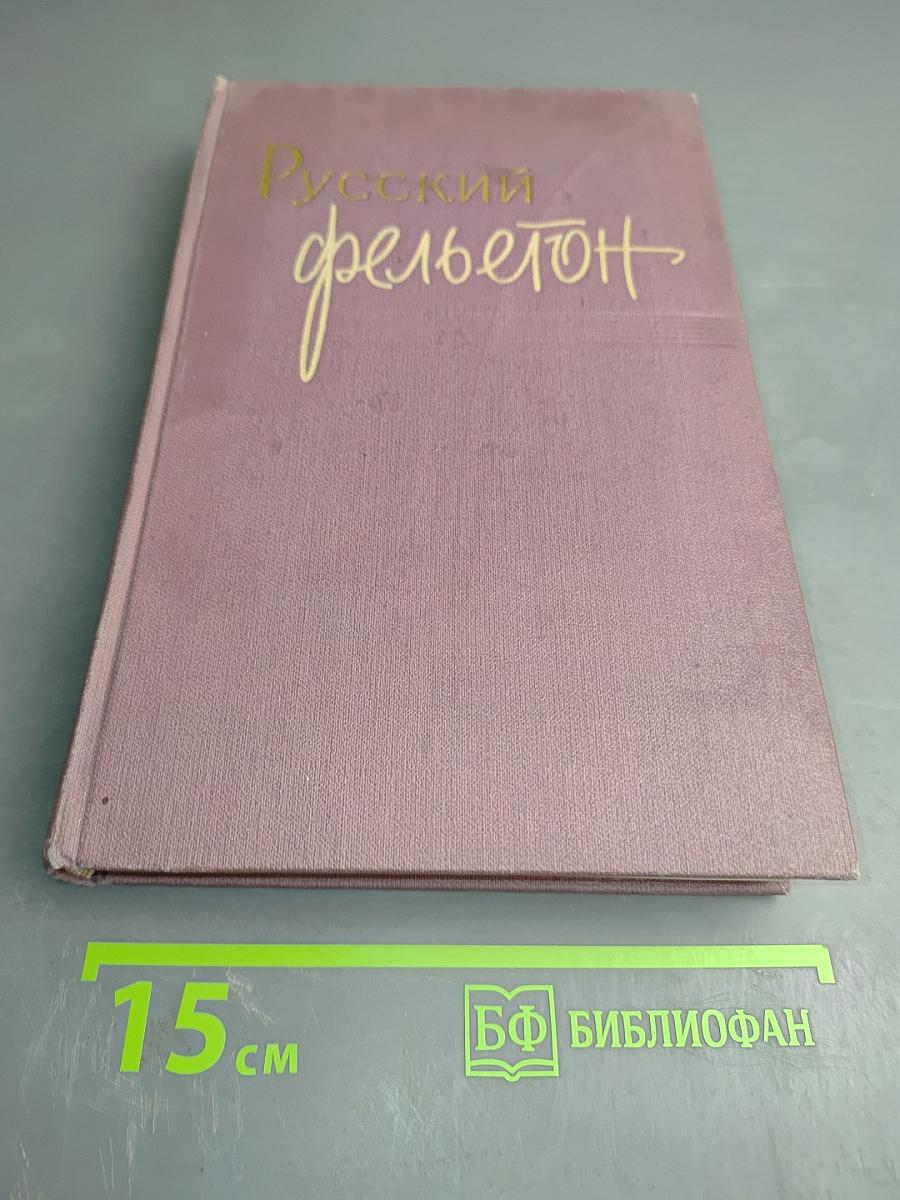 Русский
фельетон
15 см
БФ БИБЛИОФАН